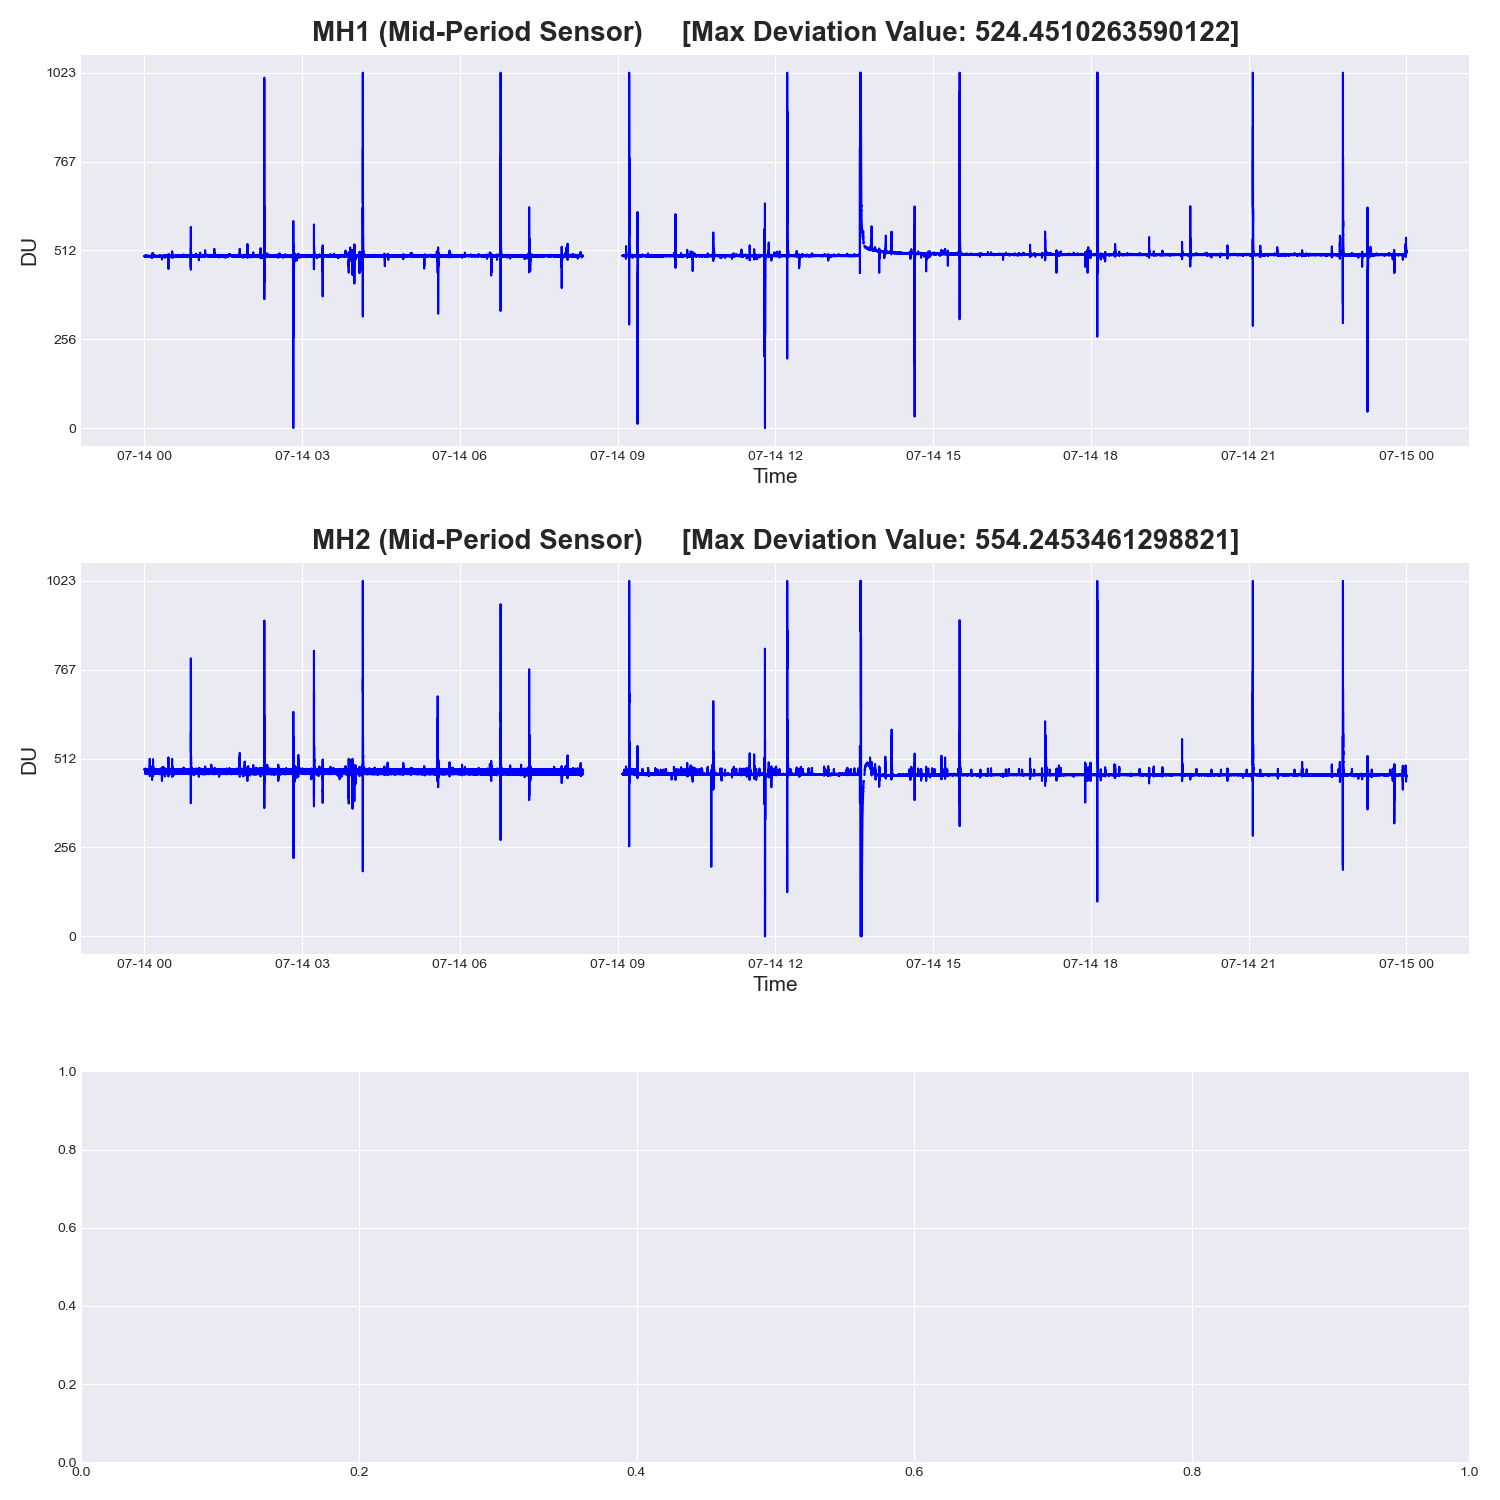 MH1 (Mid-Period Sensor) [Max Deviation Value: 524.4510263590122]
1023
767
512
256
0
DU
07-14 00 07-14 03 07-14 06 07-14 09 07-14 12 07-14 15 07-14 18 07-14 21 07-15 00
Time
MH2 (Mid-Period Sensor) [Max Deviation Value: 554.2453461298821]
1023
767
512
256
0
DU
07-14 00 07-14 03 07-14 06 07-14 09 07-14 12 07-14 15 07-14 18 07-14 21 07-15 00
Time
1.0
0.8
0.6
0.4
0.2
0.0
0.0 0.2 0.4 0.6 0.8 1.0